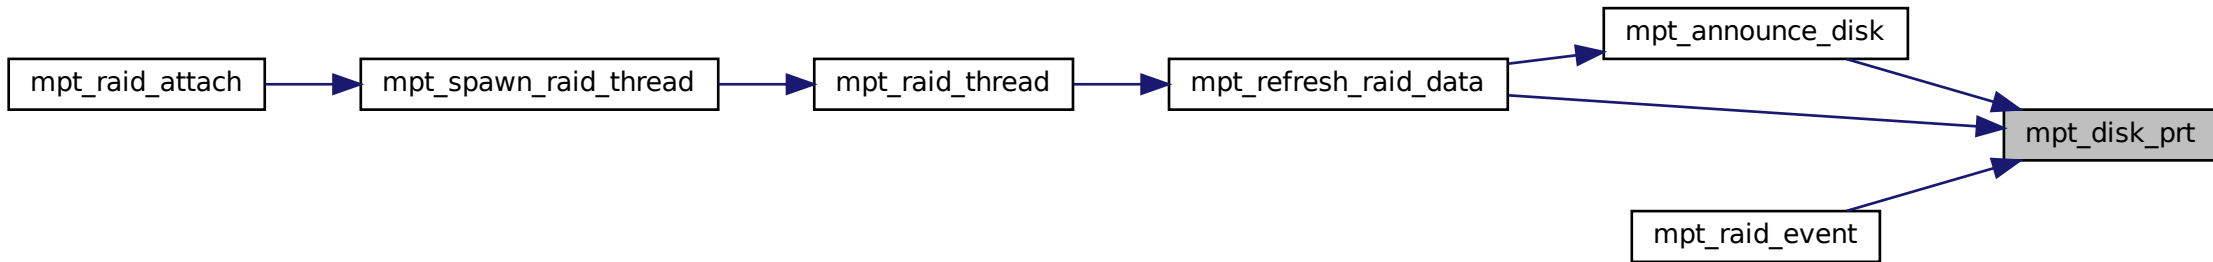 mpt_raid_attach
mpt_spawn_raid_thread
mpt_raid_thread
mpt_refresh_raid_data
mpt_announce_disk
mpt_disk_prt
mpt_raid_event